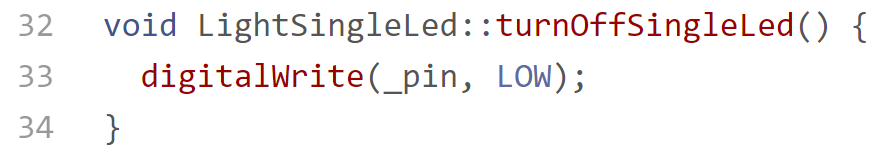 32 void LightSingleLed::turnOffSingleLed() {
33 digitalWrite(_pin, LOW);
34 }